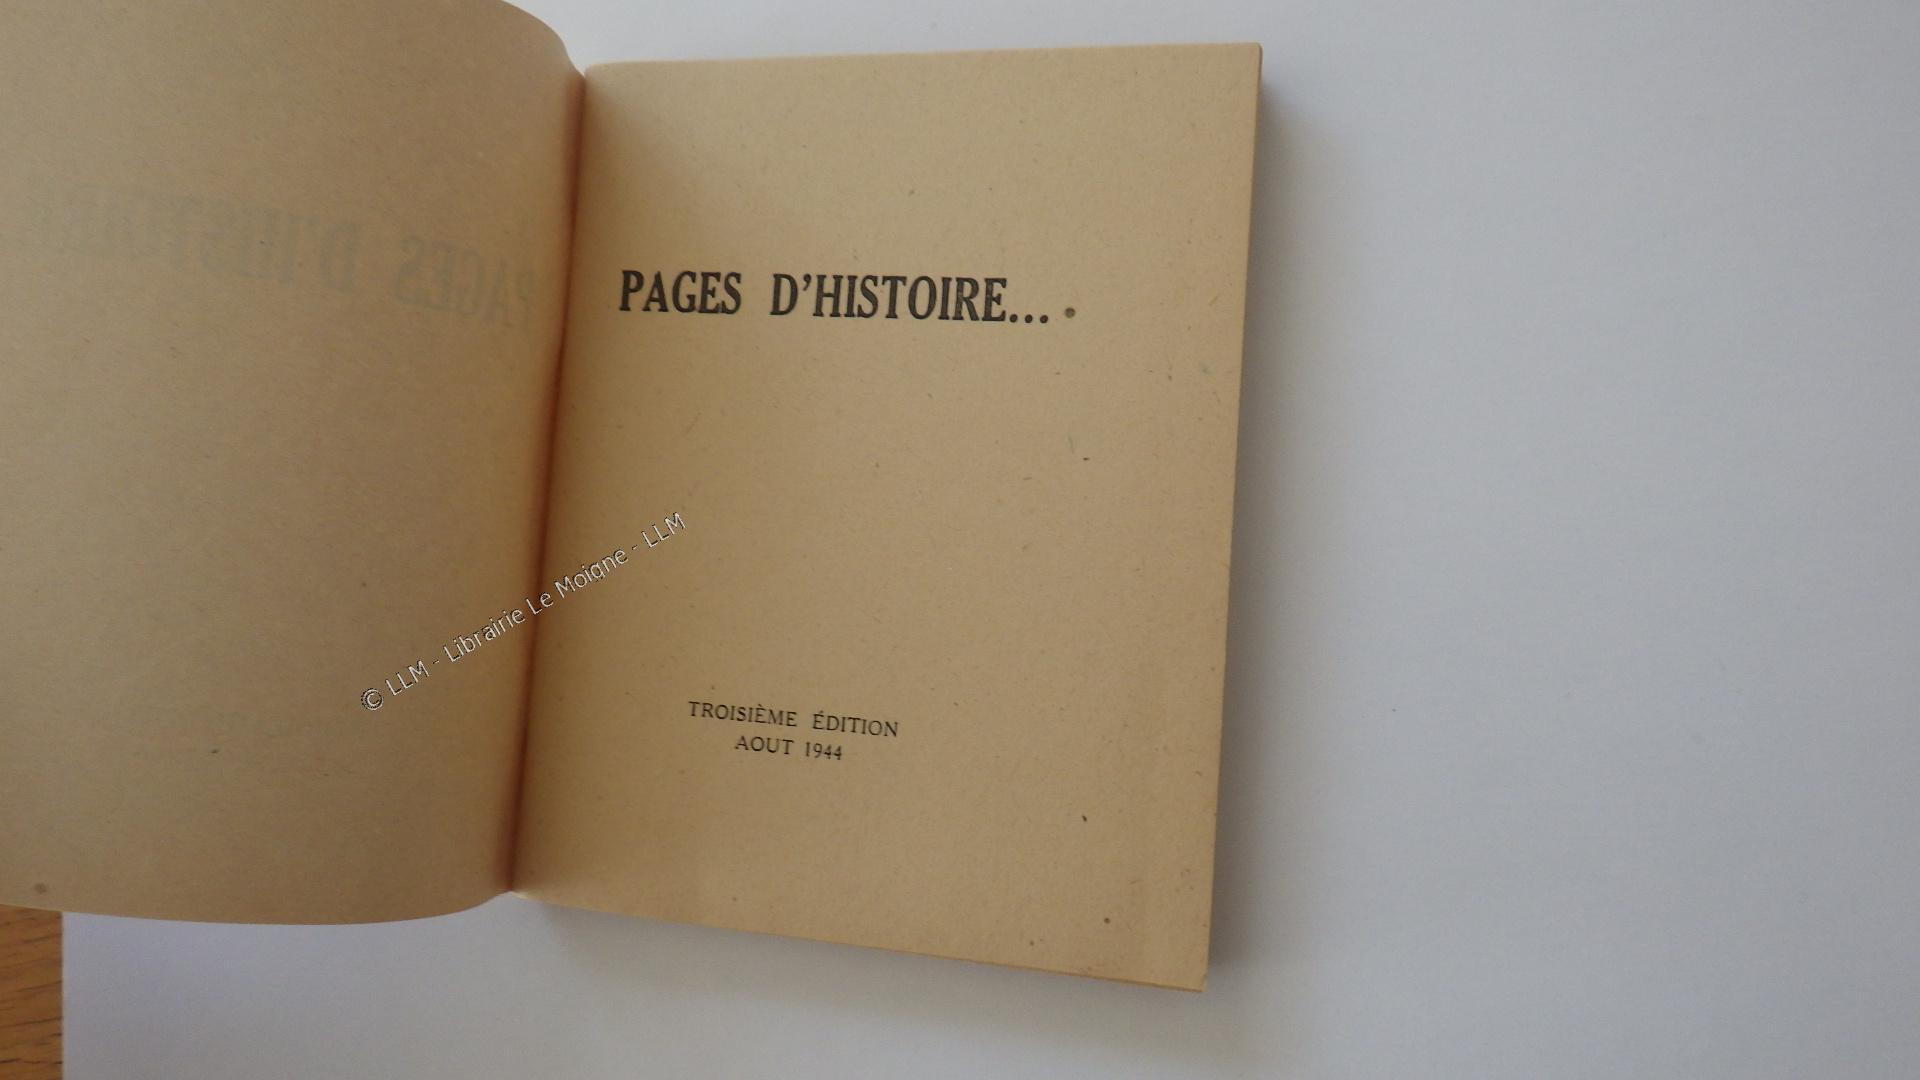 PAGES D'HISTOIRE...
© LLM - Librairie Le Moigne - LLM
TROISIÈME ÉDITION
AOUT 1944